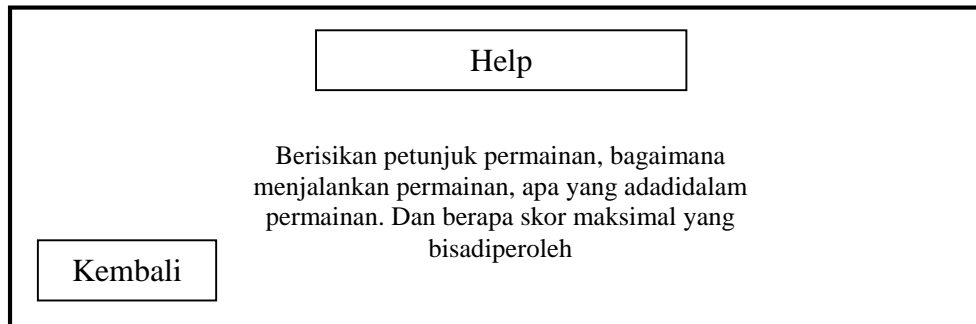 Help
Berisikan petunjuk permainan, bagaimana
menjalankan permainan, apa yang adadidalam
permainan. Dan berapa skor maksimal yang
bisadiperoleh
Kembali